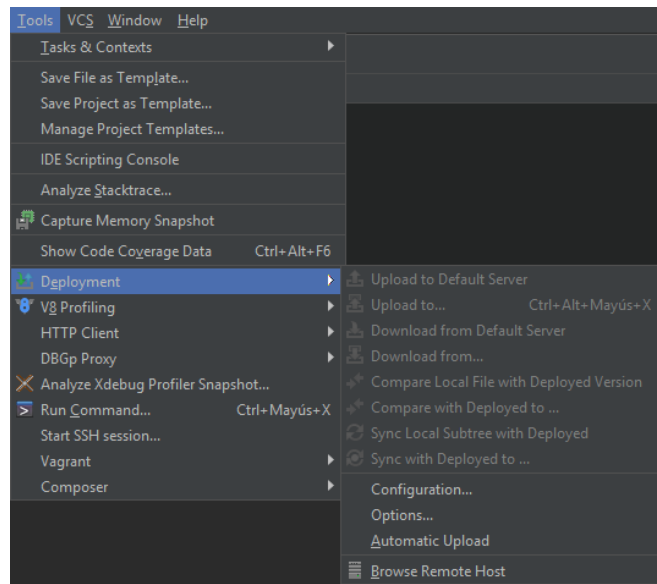 Tools VCS Window Help
Tasks & Contexts
Save File as Template...
Save Project as Template...
Manage Project Templates...
IDE Scripting Console
Analyze Stacktrace...
Capture Memory Snapshot
Show Code Coverage Data Ctrl+Alt+F6
Deployment
V8 Profiling
HTTP Client
DBGp Proxy
Analyze Xdebug Profiler Snapshot...
Run Command... Ctrl+Mayús+X
Start SSH session...
Vagrant
Composer
Upload to Default Server
Upload to... Ctrl+Alt+Mayús+X
Download from Default Server
Download from...
Compare Local File with Deployed Version
Compare with Deployed to ...
Sync Local Subtree with Deployed
Sync with Deployed to ...
Configuration...
Options...
Automatic Upload
Browse Remote Host